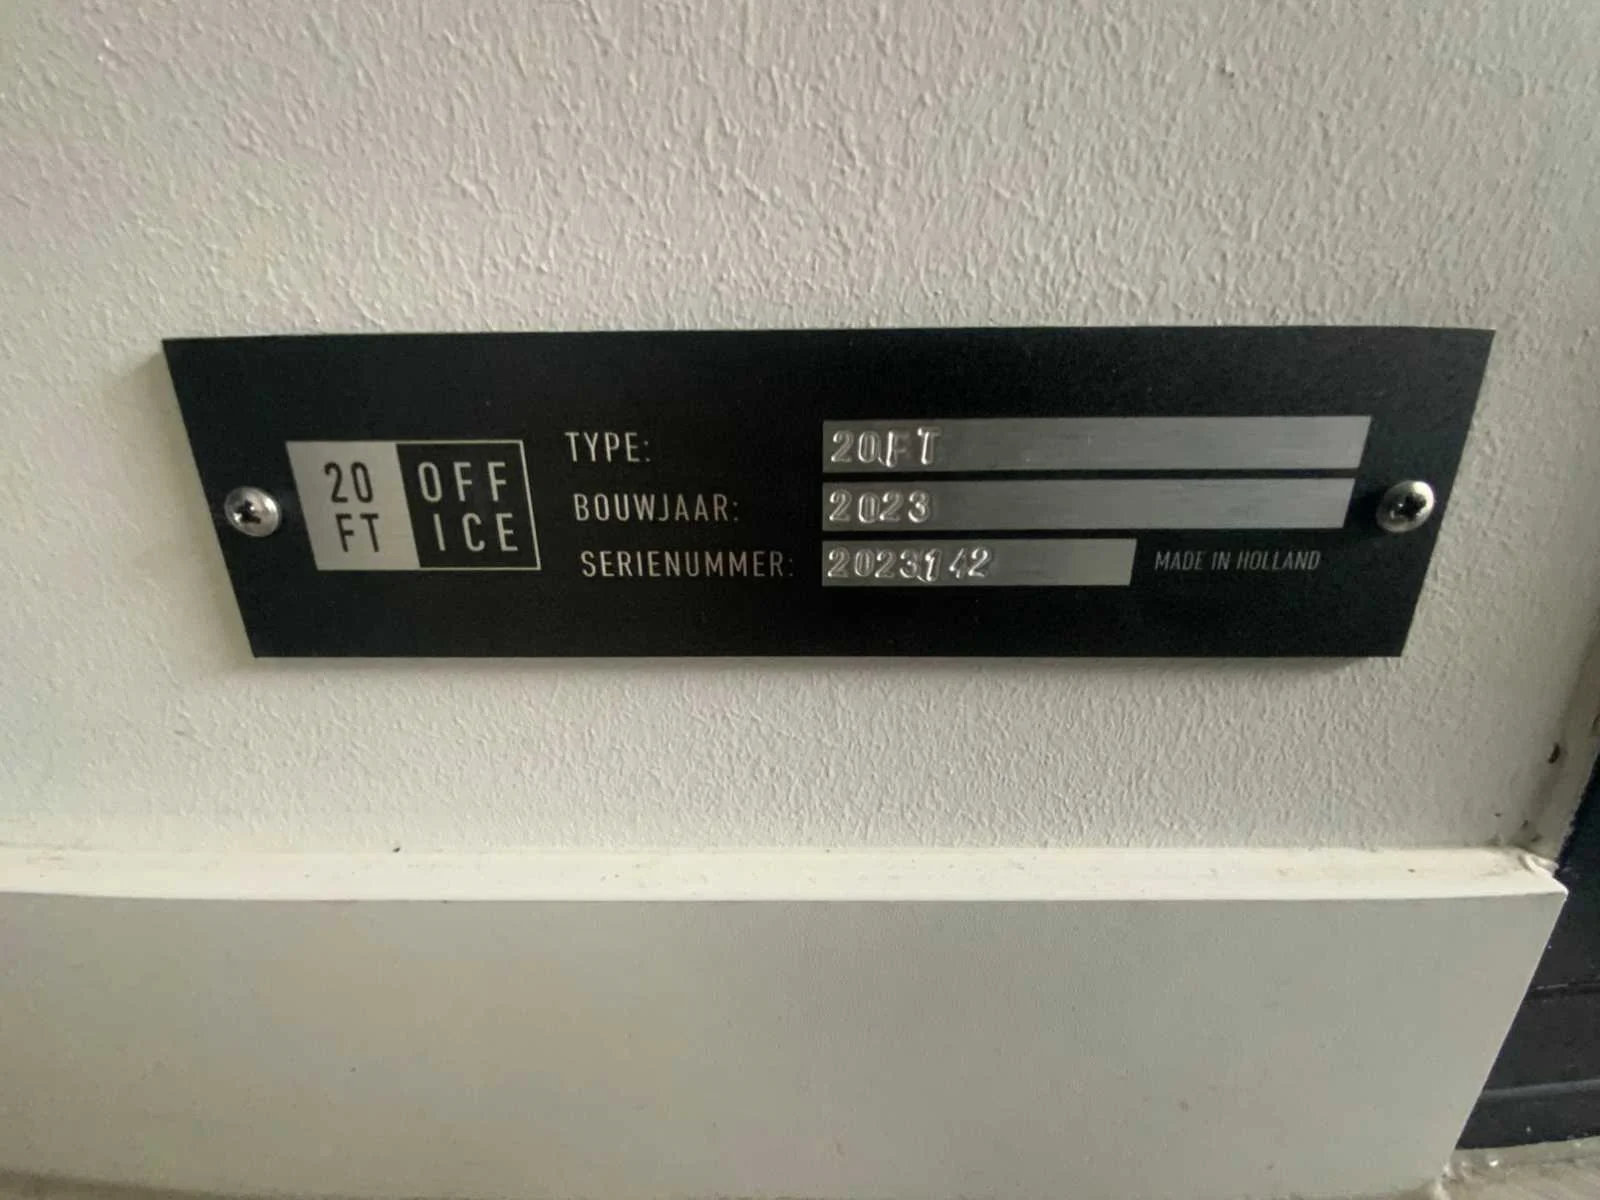 20 FT
OFF ICE
TYPE: 20FT
BOUWJAAR: 2023
SERIENUMMER: 2023142
MADE IN HOLLAND